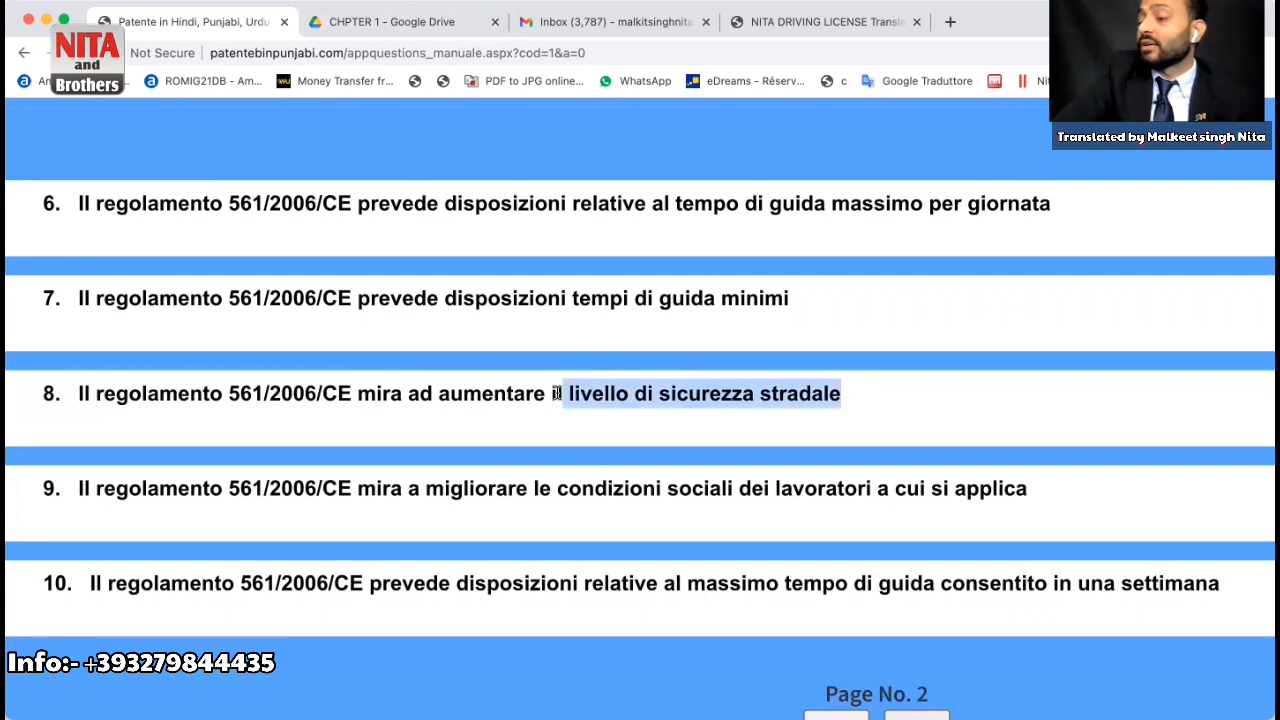 Patente in Hindi, Punjabi, Urdu
CHPTER 1 - Google Drive
Inbox (3,787) - malkitsinghnita
NITA DRIVING LICENSE Transla
NITA
and
Brothers
Not Secure
patentebinpunjabi.com/appquestions_manuale.aspx?cod=1&a=0
ROMIG21DB - Am...
Money Transfer fr...
PDF to JPG online...
WhatsApp
eDreams - Réserv...
c
Google Traduttore
Translated by Malkeet singh Nita
6. Il regolamento 561/2006/CE prevede disposizioni relative al tempo di guida massimo per giornata
7. Il regolamento 561/2006/CE prevede disposizioni tempi di guida minimi
8. Il regolamento 561/2006/CE mira ad aumentare il livello di sicurezza stradale
9. Il regolamento 561/2006/CE mira a migliorare le condizioni sociali dei lavoratori a cui si applica
10. Il regolamento 561/2006/CE prevede disposizioni relative al massimo tempo di guida consentito in una settimana
Info:- +393279844435
Page No. 2